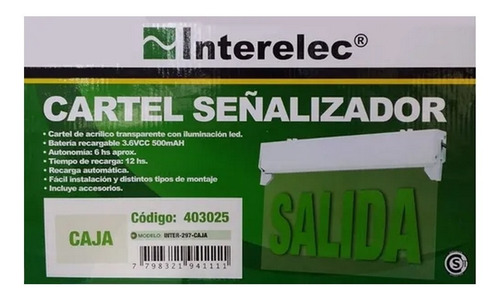 Interelec®
CARTEL SEÑALIZADOR
• Cartel de acrílico transparente con iluminación led.
• Batería recargable 3.6VCC 500mAH
• Autonomía: 6 hs aprox.
• Tiempo de recarga: 12 hs.
• Recarga automática.
• Fácil instalación y distintos tipos de montaje
• Incluye accesorios.
SALIDA
CAJA
Código: 403025
MODELO: INTER-297-CAJA
7 798321 941111
S